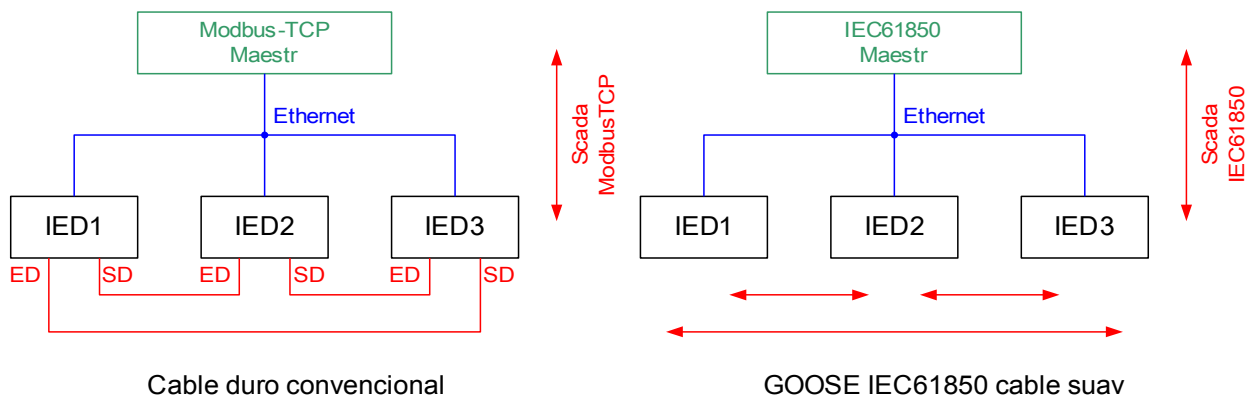 Modbus-TCP
Maestr
Ethernet
Scada
ModbusTCP
IED1
IED2
IED3
ED
SD
ED
SD
ED
SD
Cable duro convencional
IEC61850
Maestr
Ethernet
Scada
IEC61850
IED1
IED2
IED3
GOOSE IEC61850 cable suav